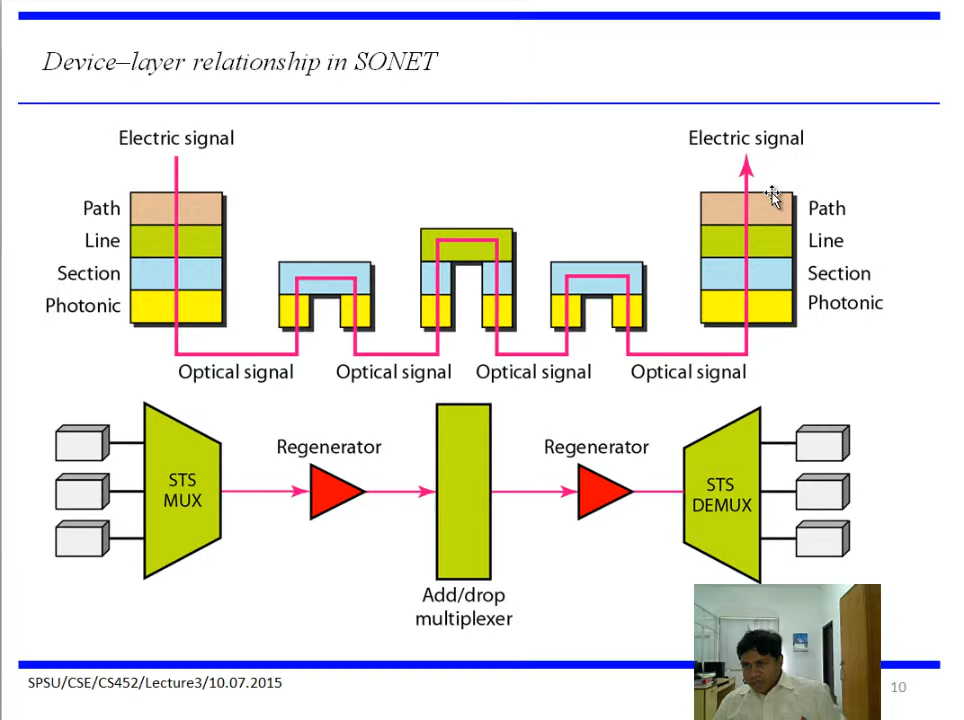 Device–layer relationship in SONET
Electric signal
Electric signal
Path
Line
Section
Photonic
Path
Line
Section
Photonic
Optical signal
Optical signal
Optical signal
Optical signal
Regenerator
Regenerator
STS
MUX
STS
DEMUX
Add/drop
multiplexer
SPSU/CSE/CS452/Lecture3/10.07.2015
10